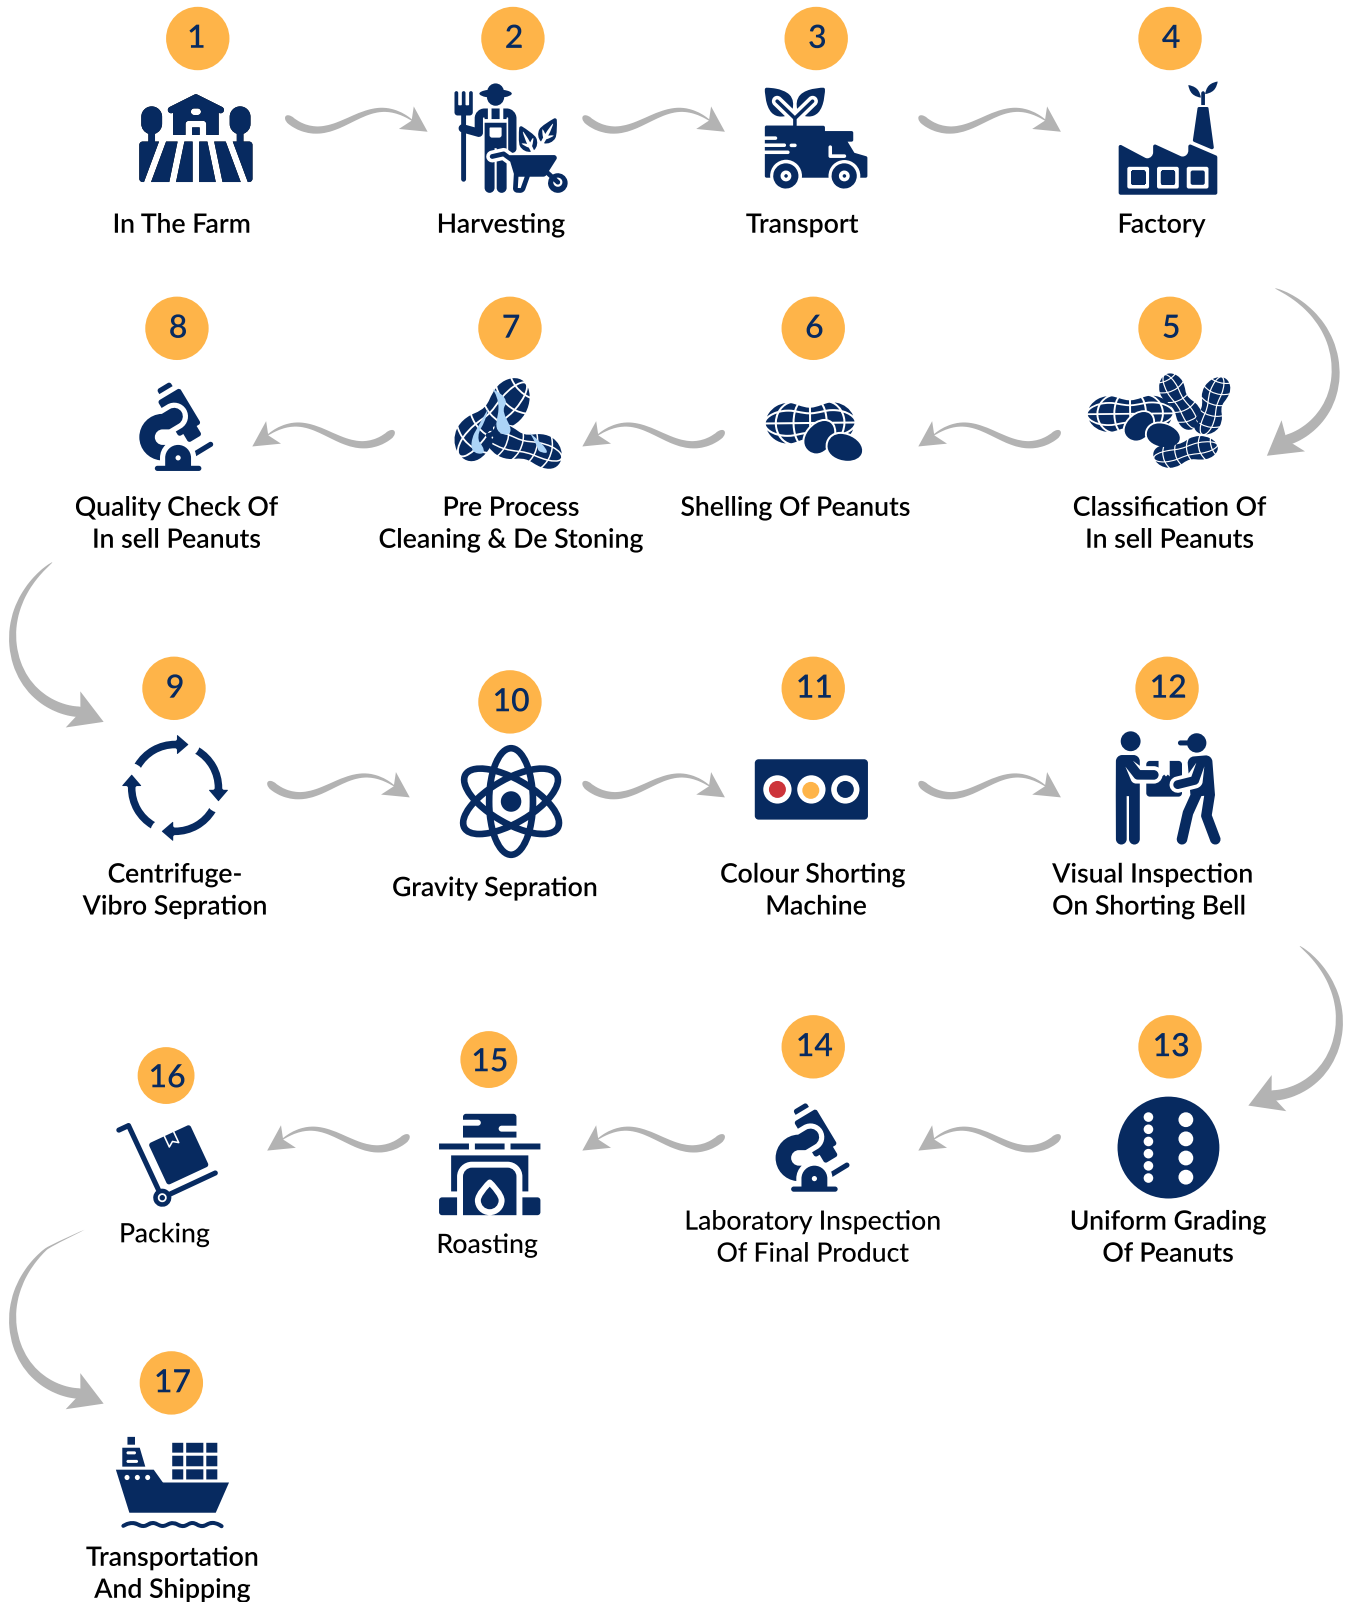 1
In The Farm
2
Harvesting
3
Transport
4
Factory
5
Classification Of
In sell Peanuts
6
Shelling Of Peanuts
7
Pre Process
Cleaning & De Stoning
8
Quality Check Of
In sell Peanuts
9
Centrifuge-
Vibro Sepration
10
Gravity Sepration
11
Colour Shorting
Machine
12
Visual Inspection
On Shorting Bell
13
Uniform Grading
Of Peanuts
14
Laboratory Inspection
Of Final Product
15
Roasting
16
Packing
17
Transportation
And Shipping